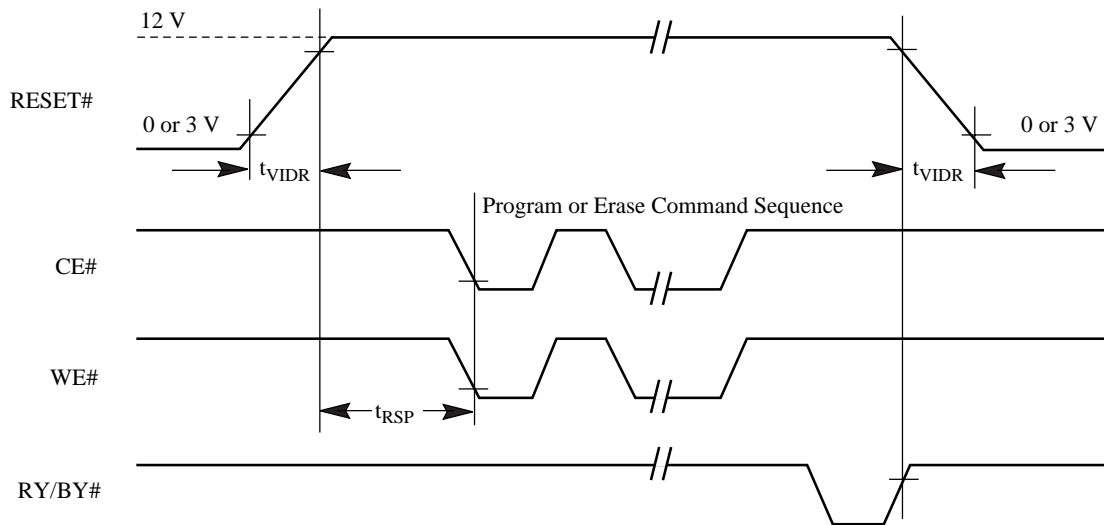 12 V
RESET#
0 or 3 V
0 or 3 V
tVIDR
tVIDR
Program or Erase Command Sequence
CE#
WE#
tRSP
RY/BY#